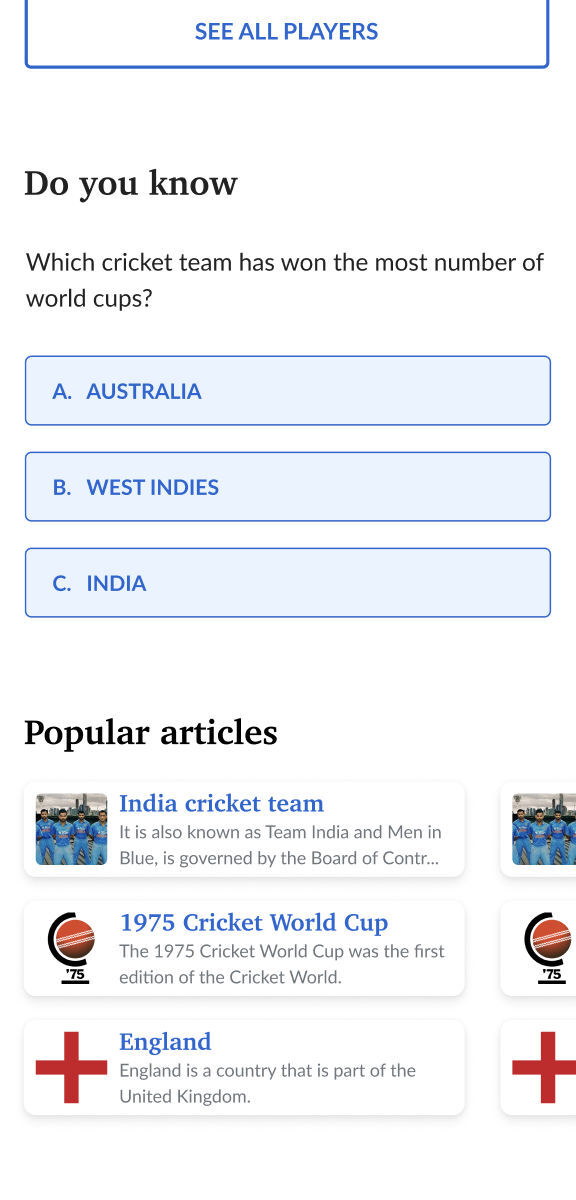 SEE ALL PLAYERS
Do you know
Which cricket team has won the most number of
world cups?
A. AUSTRALIA
B. WEST INDIES
C. INDIA
Popular articles
India cricket team
It is also known as Team India and Men in
Blue, is governed by the Board of Contr...
1975 Cricket World Cup
The 1975 Cricket World Cup was the first
edition of the Cricket World.
'75
'75
England
England is a country that is part of the
United Kingdom.